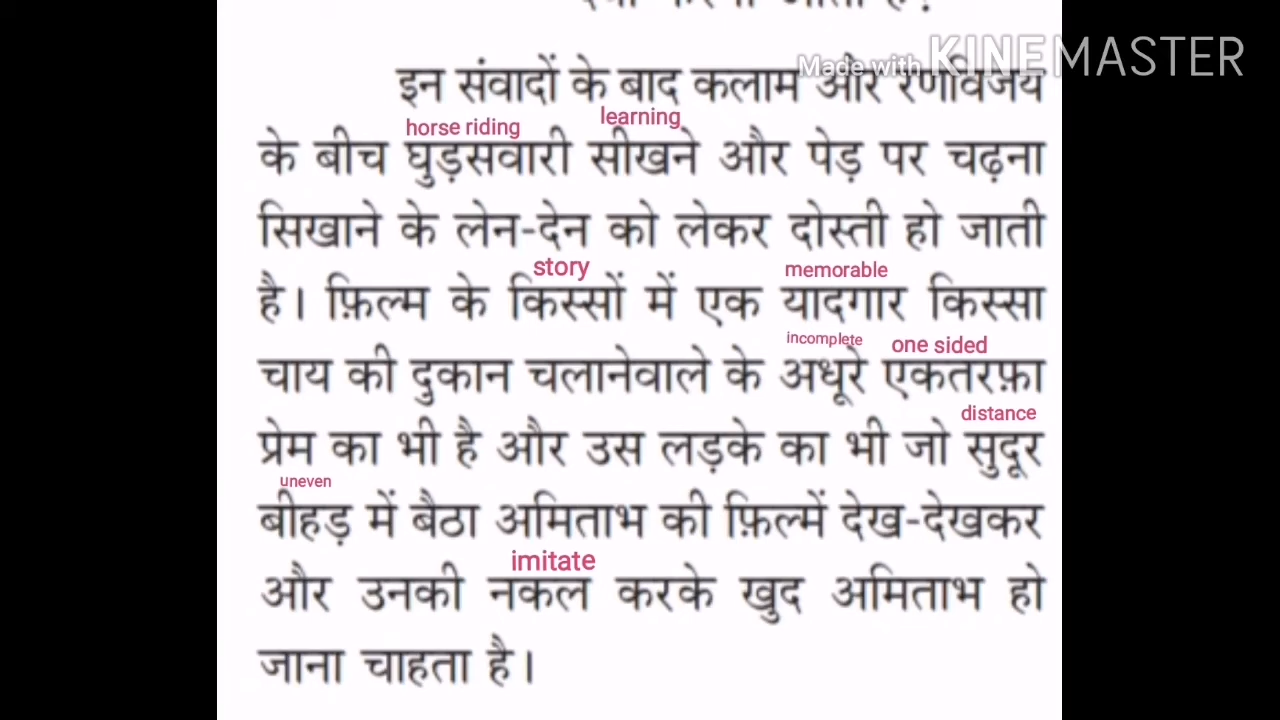 Made with KINEMASTER
इन संवादों के बाद कलाम और रणविजय
horse riding learning
के बीच घुड़सवारी सीखने और पेड़ पर चढ़ना
सिखाने के लेन-देन को लेकर दोस्ती हो जाती
story memorable
है। फ़िल्म के किस्सों में एक यादगार किस्सा
incomplete one sided
चाय की दुकान चलानेवाले के अधूरे एकतरफ़ा
distance
प्रेम का भी है और उस लड़के का भी जो सुदूर
uneven
बीहड़ में बैठा अमिताभ की फ़िल्में देख-देखकर
imitate
और उनकी नकल करके खुद अमिताभ हो
जाना चाहता है।